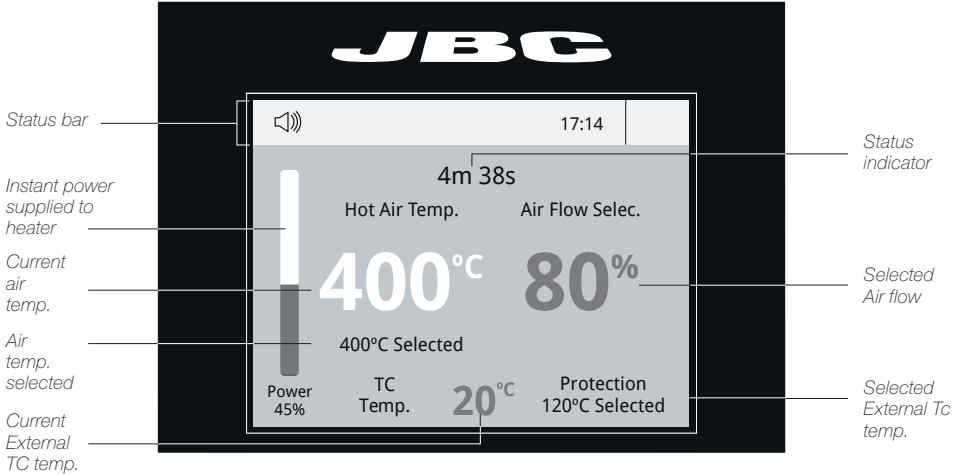 JBC
Status bar
17:14
Status
indicator
4m 38s
Instant power
supplied to
heater
Hot Air Temp.
Air Flow Selec.
Current
air
temp.
400ºC
80%
Selected
Air flow
Air
temp.
selected
400ºC Selected
Power
45%
TC
Temp.
20ºC
Protection
120ºC Selected
Selected
External Tc
temp.
Current
External
TC temp.